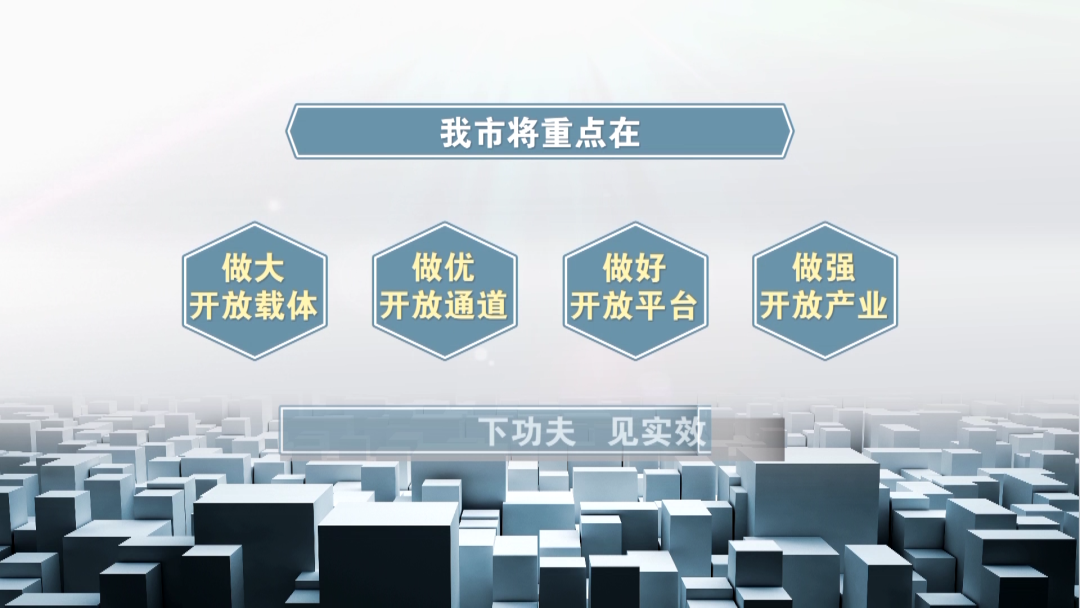 我市将重点在
做大
开放载体
做优
开放通道
做好
开放平台
做强
开放产业
下功夫 见实效